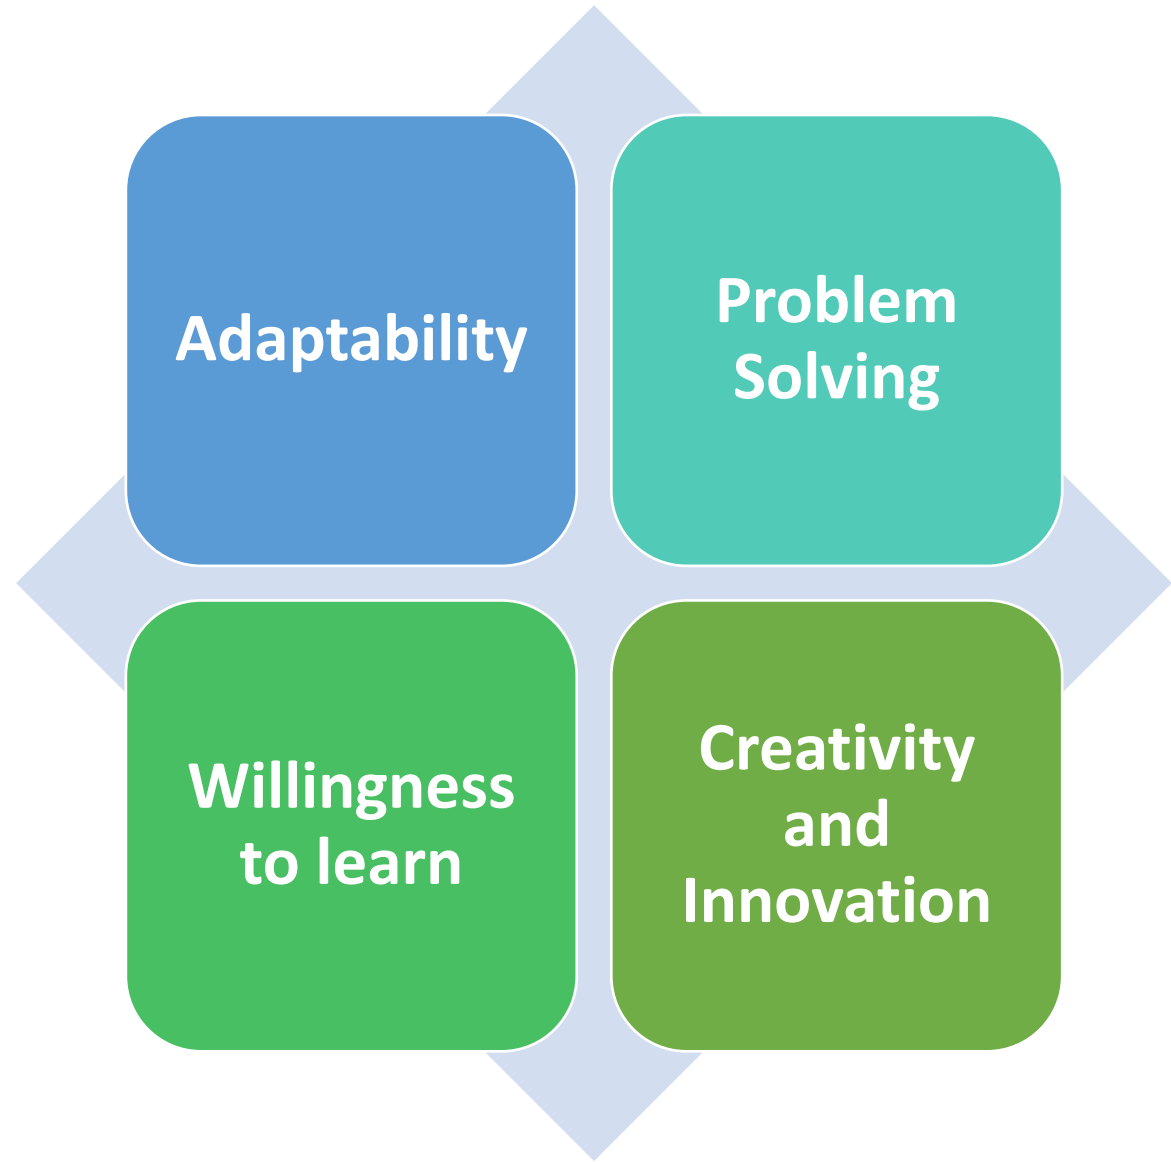 Adaptability
Problem
Solving
Willingness
to learn
Creativity
and
Innovation